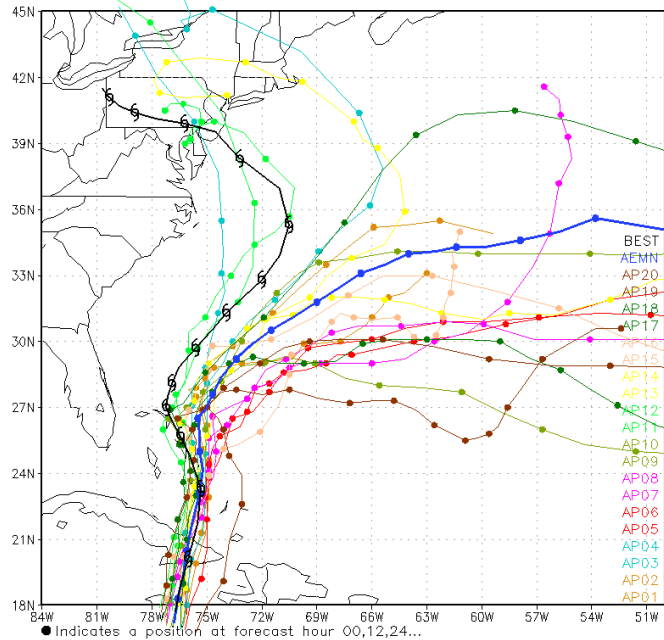 45N
42N
39N
36N
33N
30N
27N
24N
21N
18N
BEST
AEMN
AP20
AP19
AP18
AP17
AP16
AP15
AP14
AP13
AP12
AP11
AP10
AP09
AP08
AP07
AP06
AP05
AP04
AP03
AP02
AP01
84W 81W 78W 75W 72W 69W 66W 63W 60W 57W 54W 51W
Indicates a position at forecast hour 00,12,24...